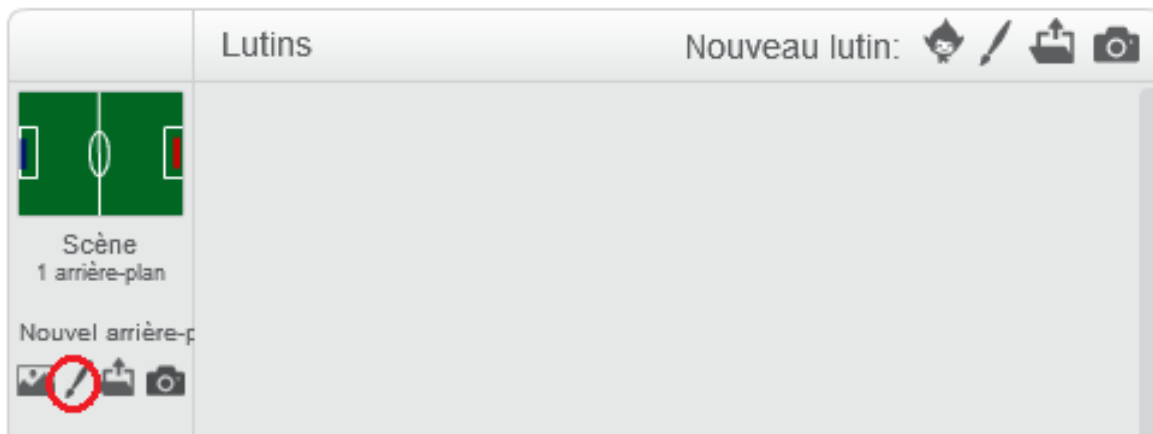 Lutins
Nouveau lutin:
Scène
1 arrière-plan
Nouvel arrière-p